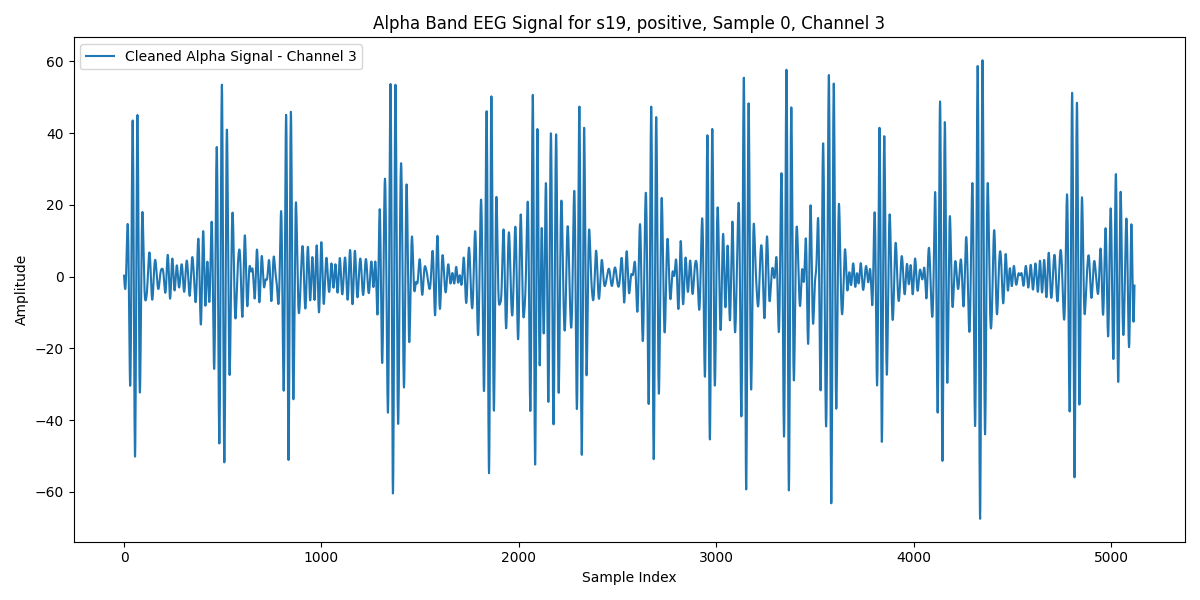 Alpha Band EEG Signal for s19, positive, Sample 0, Channel 3
Cleaned Alpha Signal - Channel 3
60
40
20
0
−20
−40
−60
Amplitude
0 1000 2000 3000 4000 5000
Sample Index